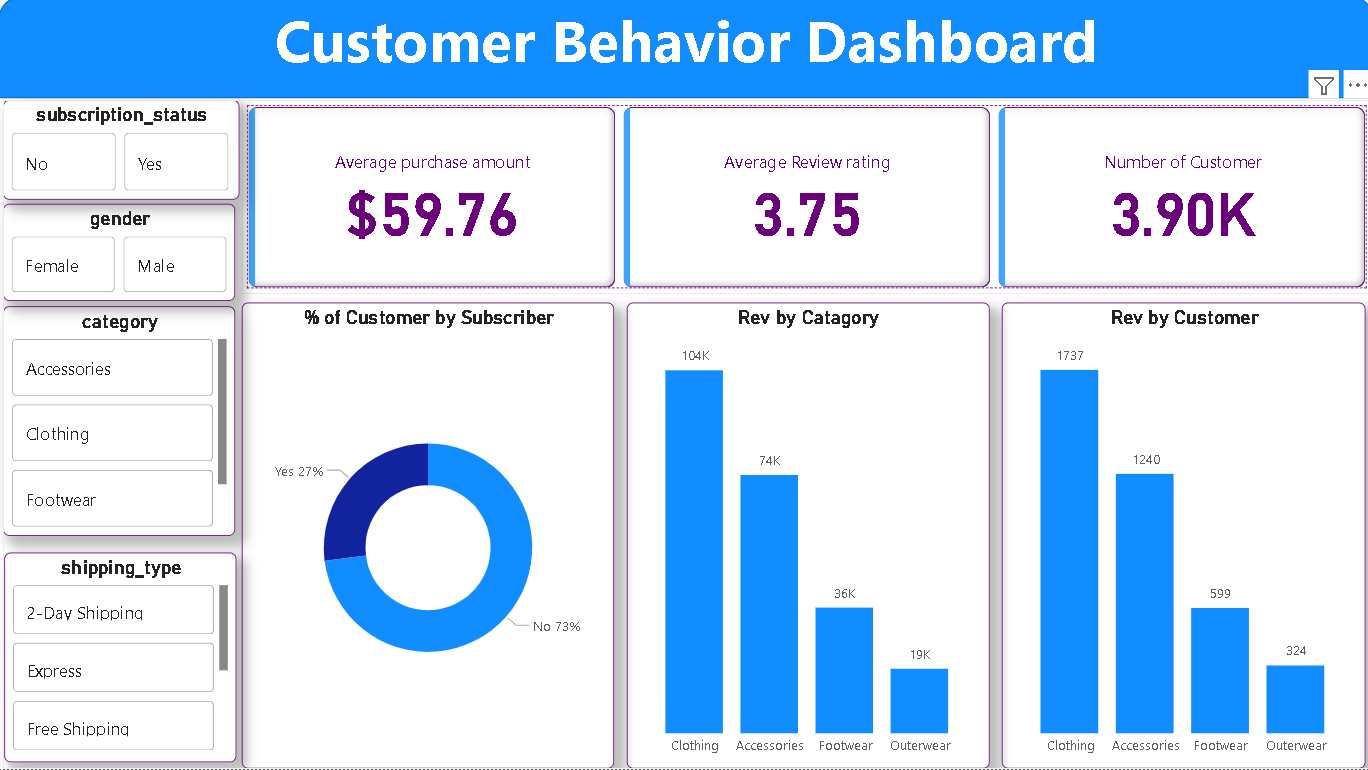 Customer Behavior Dashboard
subscription_status
No
Yes
gender
Female
Male
category
Accessories
Clothing
Footwear
shipping_type
2-Day Shipping
Express
Free Shipping
Average purchase amount
$59.76
Average Review rating
3.75
Number of Customer
3.90K
% of Customer by Subscriber
Yes 27%
No 73%
Rev by Catagory
104K
74K
36K
19K
Clothing Accessories Footwear Outerwear
Rev by Customer
1737
1240
599
324
Clothing Accessories Footwear Outerwear